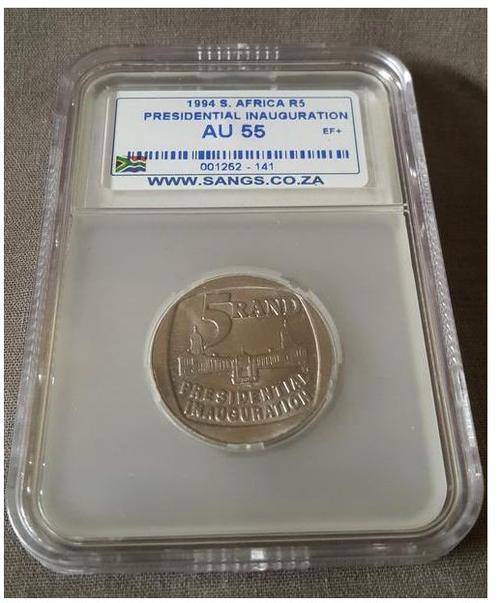 1994 S. AFRICA R5
PRESIDENTIAL INAUGURATION
AU 55 EF+
001262 - 141
WWW.SANGS.CO.ZA
5 RAND
PRESIDENTIAL
INAUGURATION